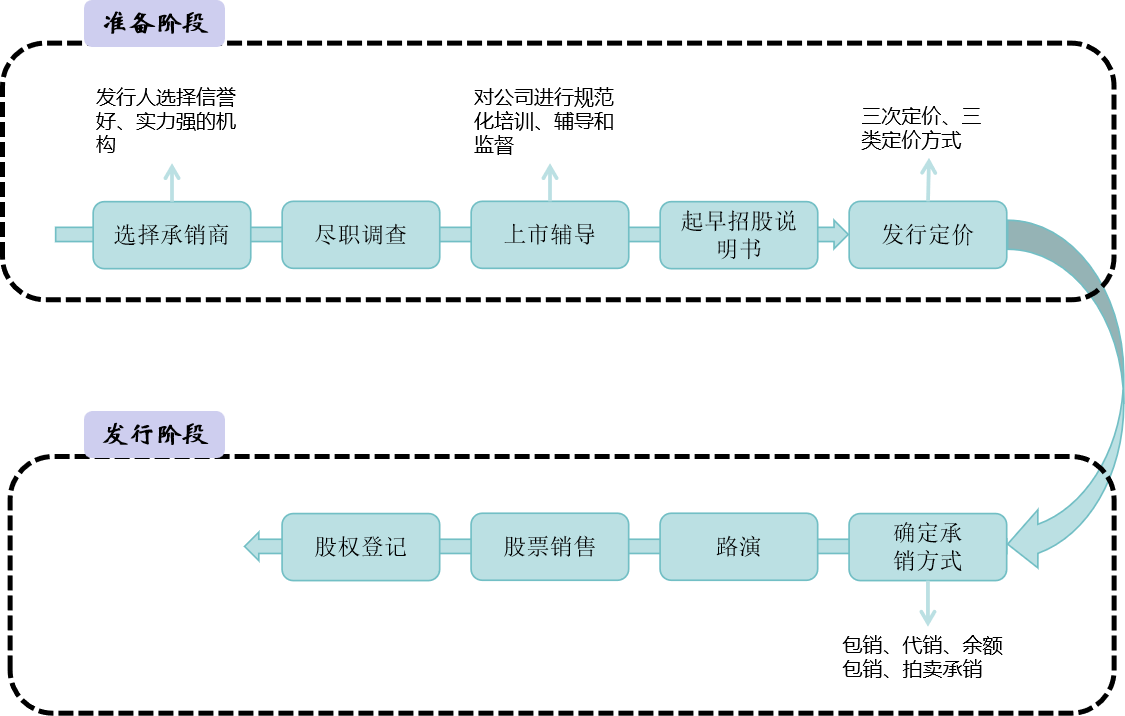 准备阶段
发行人选择信誉
好、实力强的机
构
对公司进行规范
化培训、辅导和
监督
三次定价、三
类定价方式
选择承销商
尽职调查
上市辅导
起早招股说
明书
发行定价
发行阶段
股权登记
股票销售
路演
确定承
销方式
包销、代销、余额
包销、拍卖承销